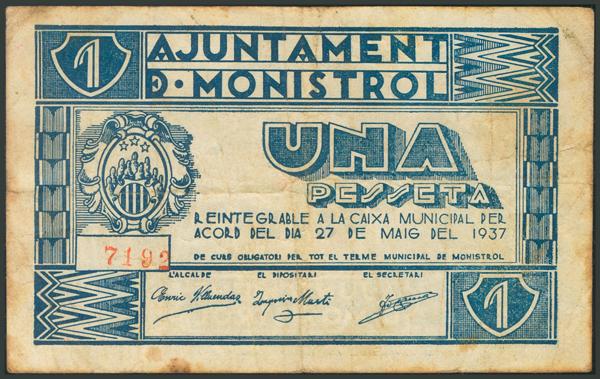 1 AJUNTAMENT
D·MONISTROL
UNA
PESSETA
REINTEGRABLE A LA CAIXA MUNICIPAL PER
ACORD DEL DIA 27 DE MAIG DEL 1937
7192
DE CURS OBLIGATORI PER TOT EL TERME MUNICIPAL DE MONISTROL
L'ALCALDE EL DIPOSITARI EL SECRETARI
1